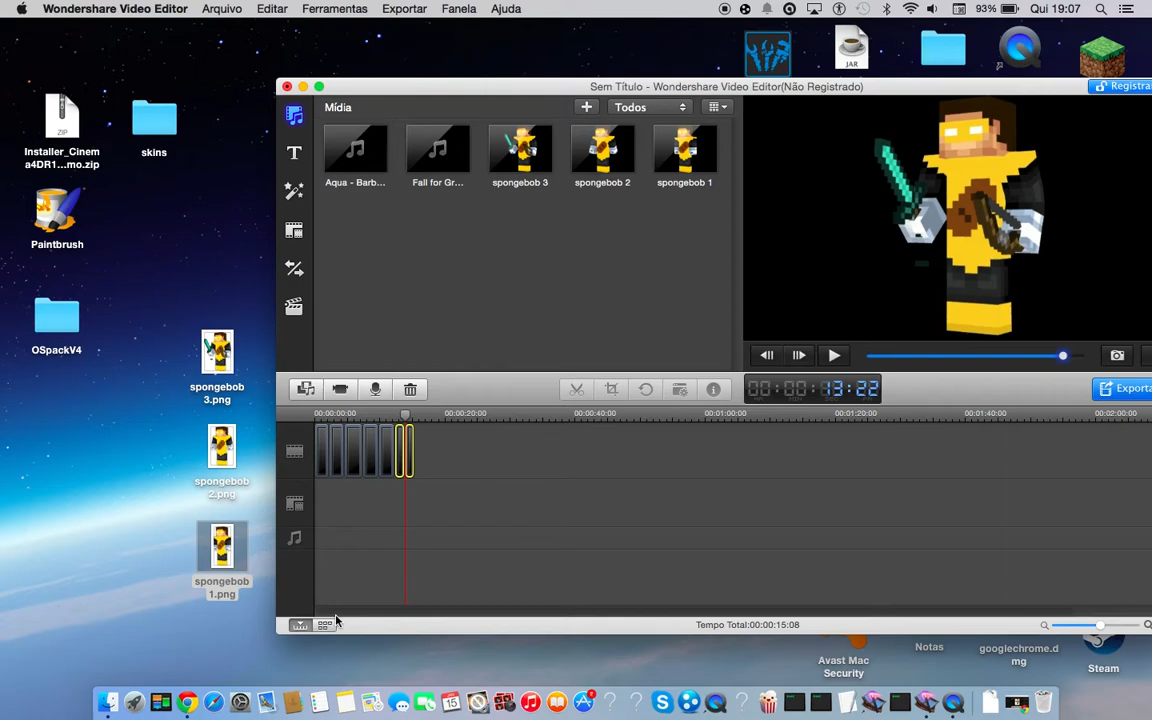 Wondershare Video Editor Arquivo Editar Ferramentas Exportar Fanela Ajuda 93% Qui 19:07
JAR
Sem Título - Wondershare Video Editor(Não Registrado)
Registra
Mídia Todos
ZIP
Installer_Cinem
a4DR1...mo.zip
skins
Aqua - Barb... Fall for Gr... spongebob 3 spongebob 2 spongebob 1
Paintbrush
OSpackV4
spongebob
3.png
00:00:13:22
Exporta
00:00:00:00 00:00:20:00 00:00:40:00 00:01:00:00 00:01:20:00 00:01:40:00 00:02:00:00
spongebob
2.png
spongebob
1.png
Tempo Total:00:00:15:08
Avast Mac
Security
Notas
googlechrome.d
mg
Steam